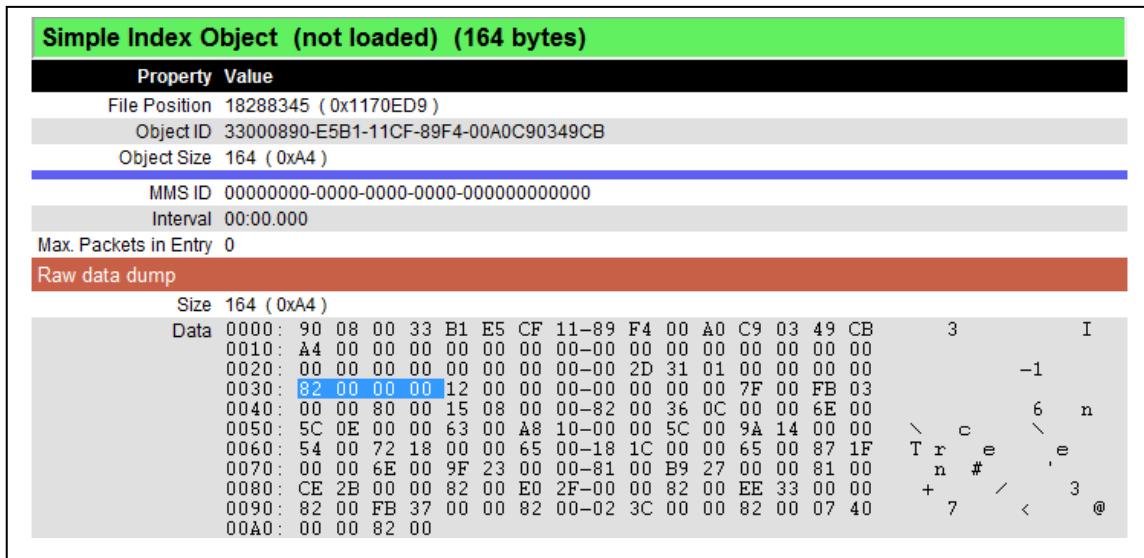 Simple Index Object (not loaded) (164 bytes)
Property Value
File Position 18288345 ( 0x1170ED9 )
Object ID 33000890-E5B1-11CF-89F4-00A0C90349CB
Object Size 164 ( 0xA4 )
MMS ID 00000000-0000-0000-0000-000000000000
Interval 00:00.000
Max. Packets in Entry 0
Raw data dump
Size 164 ( 0xA4 )
Data 0000: 90 08 00 33 B1 E5 CF 11-89 F4 00 A0 C9 03 49 CB 3 I
0010: A4 00 00 00 00 00 00 00-00 00 00 00 00 00 00 00
0020: 00 00 00 00 00 00 00 00-00 2D 31 01 00 00 00 00 -1
0030: 82 00 00 00 12 00 00 00-00 00 00 00 7F 00 FB 03
0040: 00 00 80 00 15 08 00 00-82 00 36 0C 00 00 6E 00 6 n
0050: 5C 0E 00 00 63 00 A8 10-00 00 5C 00 9A 14 00 00 \ c \
0060: 54 00 72 18 00 00 65 00-18 1C 00 00 65 00 87 1F T r e e
0070: 00 00 6E 00 9F 23 00 00-81 00 B9 27 00 00 81 00 n # '
0080: CE 2B 00 00 82 00 E0 2F-00 00 82 00 EE 33 00 00 + / 3
0090: 82 00 FB 37 00 00 82 00-02 3C 00 00 82 00 07 40 7 < @
00A0: 00 00 82 00